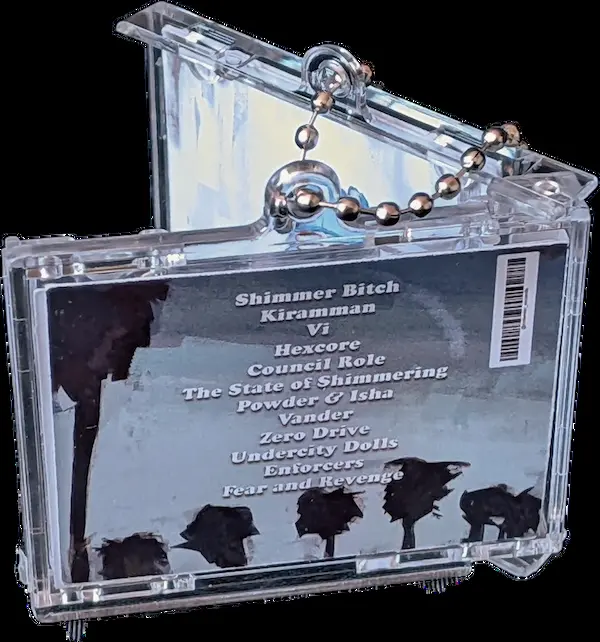 Shimmer Bitch
Kiramman
Vi
Hexcore
Council Role
The State of Shimmering
Powder & Isha
Vander
Zero Drive
Undercity Dolls
Enforcers
Fear and Revenge